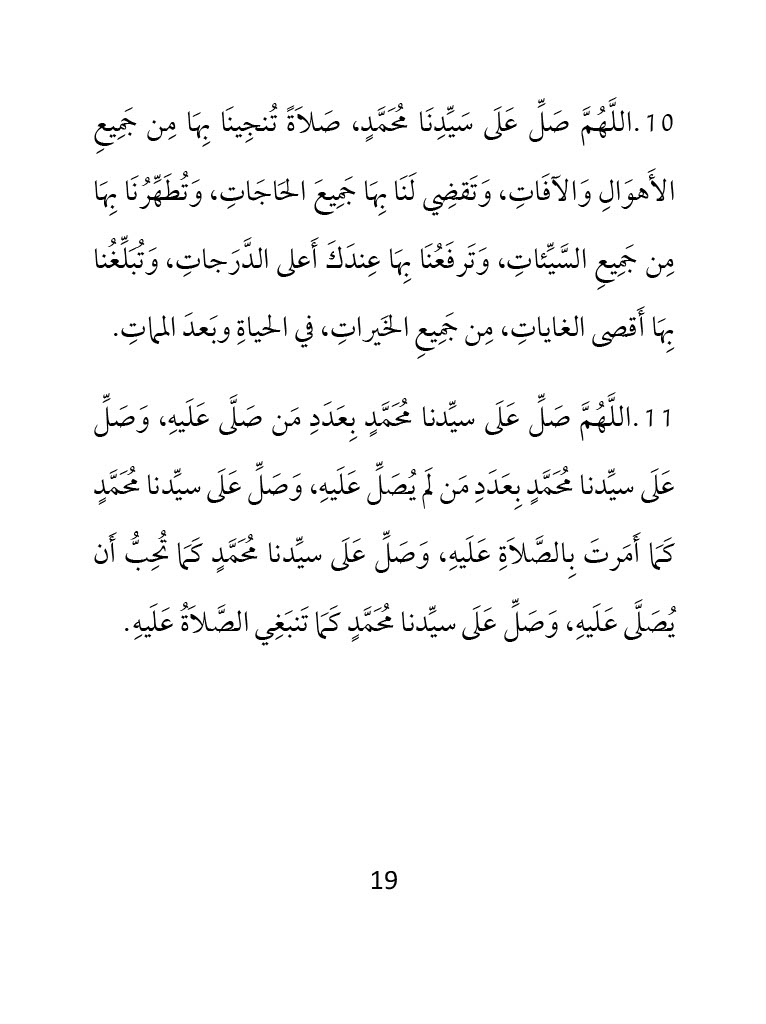 10.اللَّهُمَّ صَلِّ عَلَى سَيِّدِنَا مُحَمَّدٍ، صَلاَةً تُنجِينَا بِهَا مِن جَمِيعِ
الأَهوَالِ وَالآفَاتِ، وَتَقضِي لَنَا بِهَا جَمِيعَ الحَاجَاتِ، وَتُطَهِّرُنَا بِهَا
مِن جَمِيعِ السَّيِّئاتِ، وَتَرفَعُنَا بِهَا عِندَكَ أَعلى الدَّرَجاتِ، وَتُبَلِّغُنا
بِهَا أَقصى الغاياتِ، مِن جَمِيعِ الخَيراتِ، في الحياةِ وبَعدَ المماتِ.
11.اللَّهُمَّ صَلِّ عَلَى سيِّدنا مُحَمَّدٍ بِعَدَدِ مَن صَلَّى عَلَيهِ، وَصَلِّ
عَلَى سيِّدنا مُحَمَّدٍ بِعَدَدِ مَن لَم يُصَلِّ عَلَيهِ، وَصَلِّ عَلَى سيِّدنا مُحَمَّدٍ
كَمَا أَمَرتَ بِالصَّلاَةِ عَلَيهِ، وَصَلِّ عَلَى سيِّدنا مُحَمَّدٍ كَمَا تُحِبُّ أَن
يُصَلَّى عَلَيهِ، وَصَلِّ عَلَى سيِّدنا مُحَمَّدٍ كَمَا تَنبَغِي الصَّلاَةُ عَلَيهِ.
19